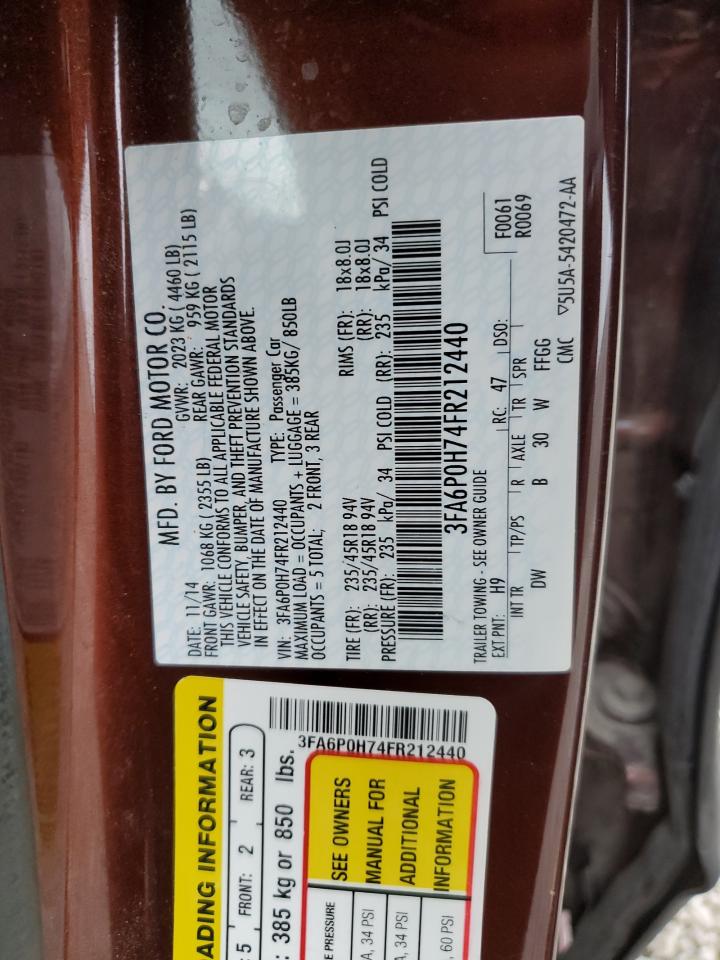 MFD. BY FORD MOTOR CO.
DATE: 11/14 GVWR: 2023 KG ( 4460 LB)
FRONT GAWR: 1068 KG ( 2355 LB) REAR GAWR: 959 KG ( 2115 LB)
THIS VEHICLE CONFORMS TO ALL APPLICABLE FEDERAL MOTOR
VEHICLE SAFETY, BUMPER, AND THEFT PREVENTION STANDARDS
IN EFFECT ON THE DATE OF MANUFACTURE SHOWN ABOVE.
VIN: 3FA6P0H74FR212440 TYPE: Passenger Car
MAXIMUM LOAD = OCCUPANTS + LUGGAGE = 385KG/ 850LB
OCCUPANTS = 5 TOTAL; 2 FRONT, 3 REAR
TIRE (FR): 235/45R18 94V RIMS (FR): 18x8.0J
(RR): 235/45R18 94V (RR): 18x8.0J
PRESSURE (FR): 235 kPa/ 34 PSI COLD (RR): 235 kPa/ 34 PSI COLD
3FA6P0H74FR212440
TRAILER TOWING - SEE OWNER GUIDE
F0061
R0069
EXT PNT: H9 RC: 47 DSO:
INT TR TP/PS R AXLE TR SPR
DW B 30 W FFGG
CMC ▽5U5A-5420472-AA
ADING INFORMATION
: 5 FRONT: 2 REAR: 3
: 385 kg or 850 lbs.
3FA6P0H74FR212440
E PRESSURE
A, 34 PSI
A, 34 PSI
, 60 PSI
SEE OWNERS
MANUAL FOR
ADDITIONAL
INFORMATION